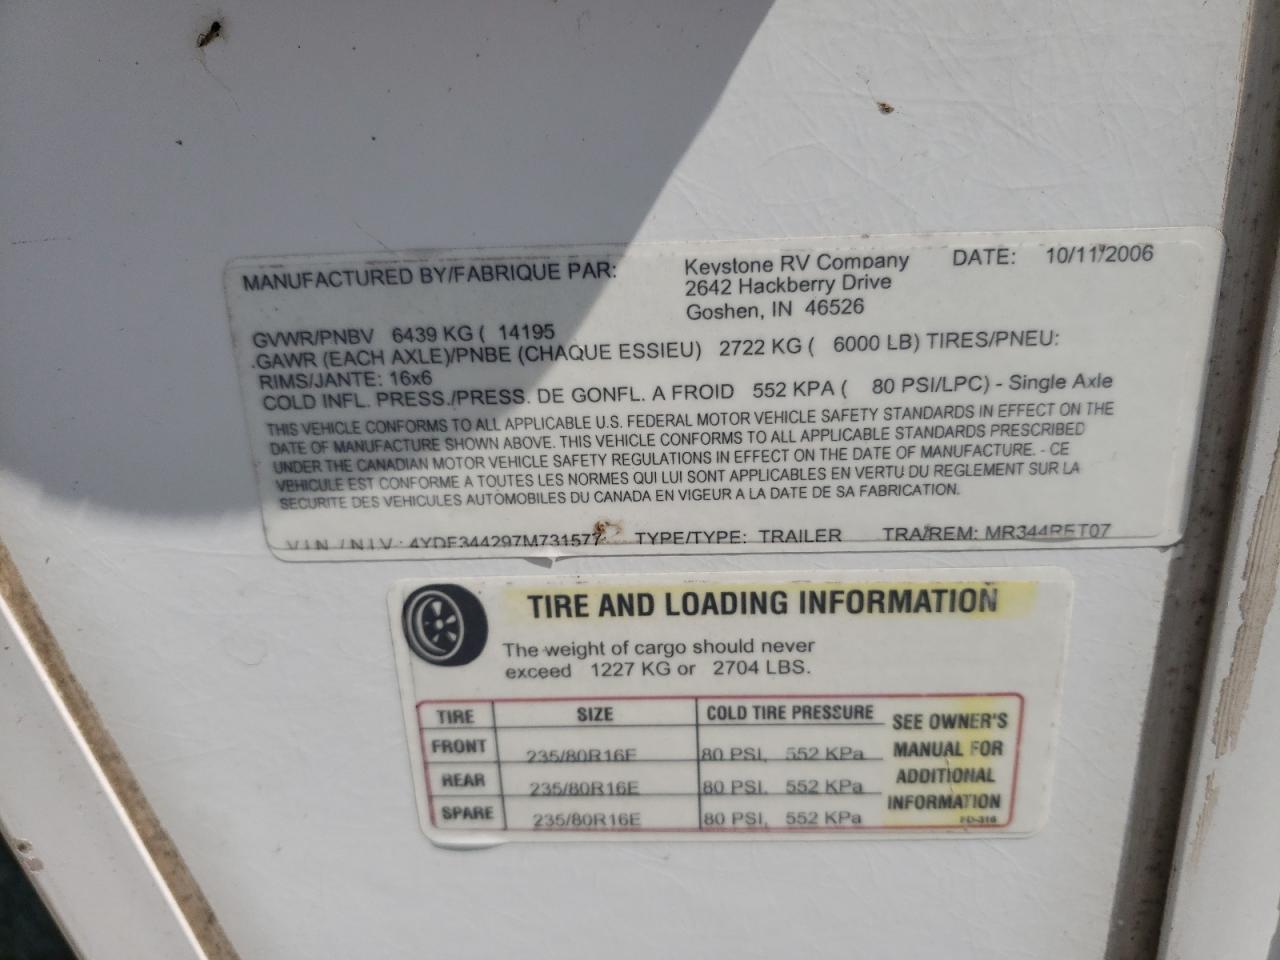 MANUFACTURED BY/FABRIQUE PAR: Keystone RV Company DATE: 10/11/2006
2642 Hackberry Drive
Goshen, IN 46526
GVWR/PNBV 6439 KG ( 14195
.GAWR (EACH AXLE)/PNBE (CHAQUE ESSIEU) 2722 KG ( 6000 LB) TIRES/PNEU:
RIMS/JANTE: 16x6
COLD INFL. PRESS./PRESS. DE GONFL. A FROID 552 KPA ( 80 PSI/LPC) - Single Axle
THIS VEHICLE CONFORMS TO ALL APPLICABLE U.S. FEDERAL MOTOR VEHICLE SAFETY STANDARDS IN EFFECT ON THE
DATE OF MANUFACTURE SHOWN ABOVE. THIS VEHICLE CONFORMS TO ALL APPLICABLE STANDARDS PRESCRIBED
UNDER THE CANADIAN MOTOR VEHICLE SAFETY REGULATIONS IN EFFECT ON THE DATE OF MANUFACTURE. - CE
VEHICULE EST CONFORME A TOUTES LES NORMES QUI LUI SONT APPLICABLES EN VERTU DU REGLEMENT SUR LA
SECURITE DES VEHICULES AUTOMOBILES DU CANADA EN VIGEUR A LA DATE DE SA FABRICATION.
V.I.N. / N.I.V.: 4YDF344297M731577 TYPE/TYPE: TRAILER TRA/REM: MR344RET07
TIRE AND LOADING INFORMATION
The weight of cargo should never
exceed 1227 KG or 2704 LBS.
TIRE SIZE COLD TIRE PRESSURE SEE OWNER'S
FRONT 235/80R16E 80 PSI, 552 KPa MANUAL FOR
REAR 235/80R16E 80 PSI, 552 KPa ADDITIONAL
SPARE 235/80R16E 80 PSI, 552 KPa INFORMATION
FD-316